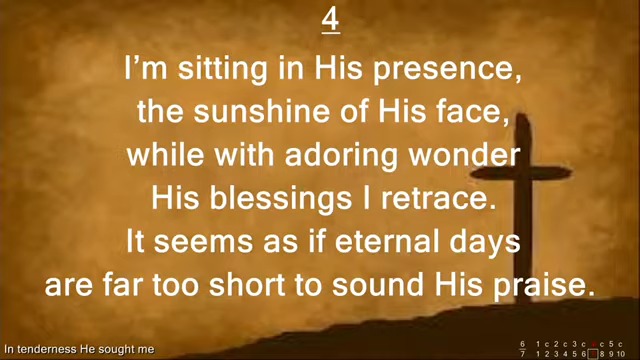 4
I'm sitting in His presence,
the sunshine of His face,
while with adoring wonder
His blessings I retrace.
It seems as if eternal days
are far too short to sound His praise.
In tenderness He sought me
6 1 c 2 c 3 c c 5 c
7 1 2 3 4 5 6 8 9 10